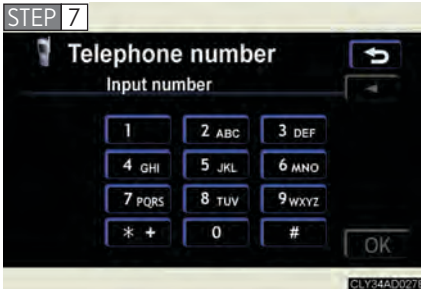 STEP 7
Telephone number
Input number
1 2 ABC 3 DEF
4 GHI 5 JKL 6 MNO
7 PQRS 8 TUV 9 WXYZ
* + 0 #
OK
CLY34AD027